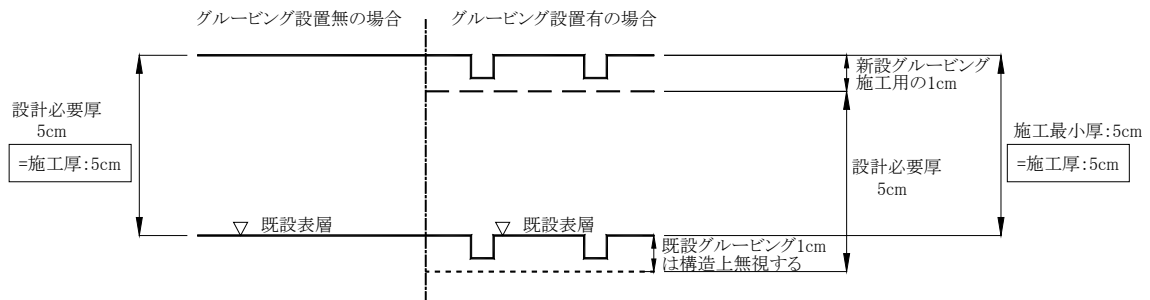 グルービング設置無の場合
グルービング設置有の場合
設計必要厚
5cm
=施工厚:5cm
新設グルービング
施工用の1cm
設計必要厚
5cm
施工最小厚:5cm
=施工厚:5cm
既設表層
既設表層
既設グルービング1cm
は構造上無視する